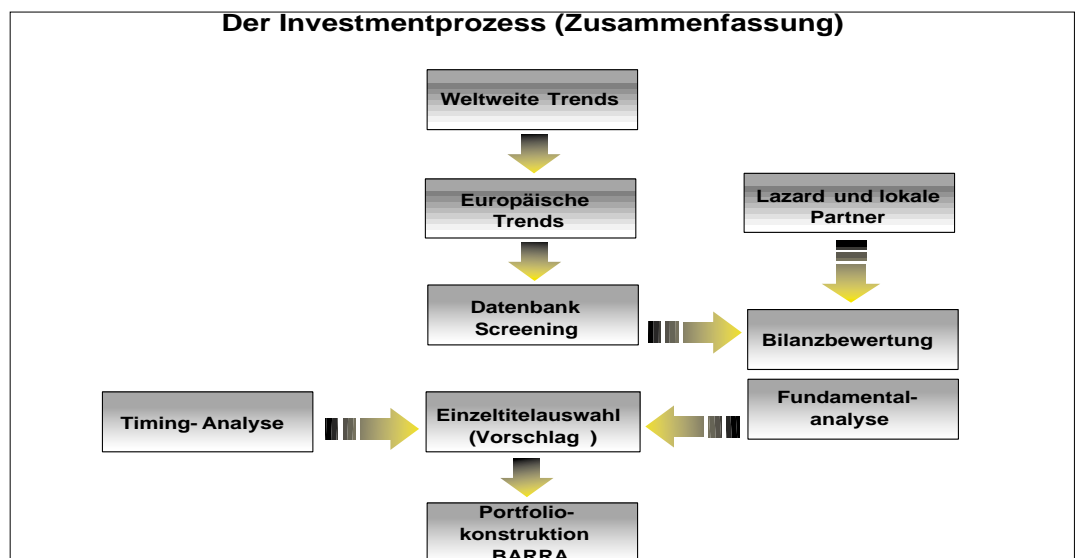 Der Investmentprozess (Zusammenfassung)
Weltweite Trends
Europäische
Trends
Lazard und lokale
Partner
Datenbank
Screening
Bilanzbewertung
Timing- Analyse
Einzeltitelauswahl
(Vorschlag )
Fundamental-
analyse
Portfolio-
konstruktion
BARRA